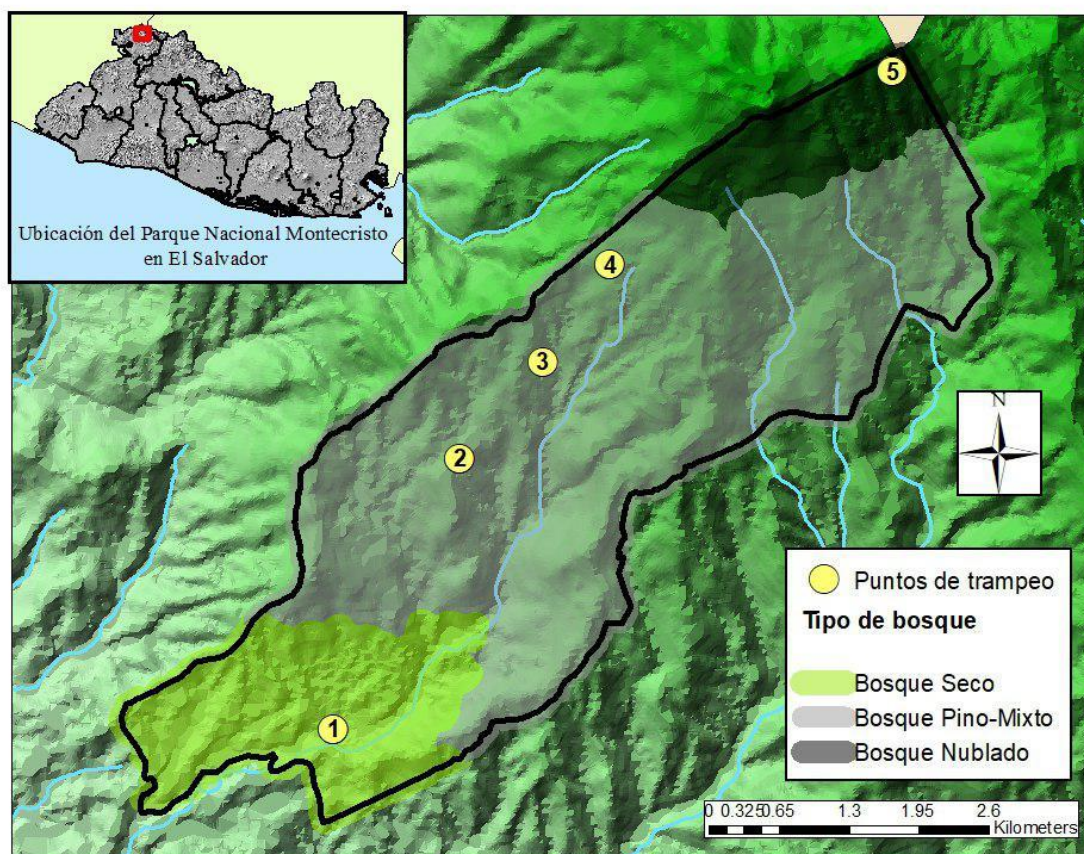 Ubicación del Parque Nacional Montecristo
en El Salvador
5
4
3
2
1
N
Puntos de trampeo
Tipo de bosque
Bosque Seco
Bosque Pino-Mixto
Bosque Nublado
0 0.325 0.65 1.3 1.95 2.6
Kilometers